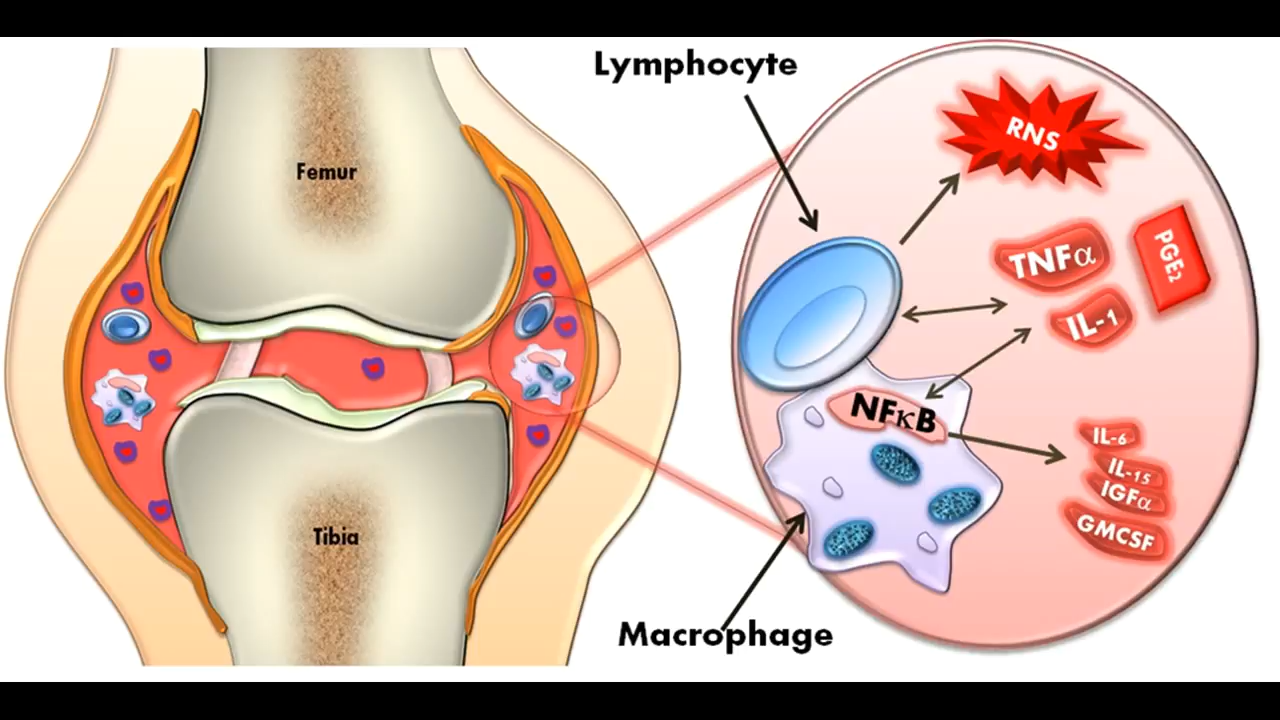 Lymphocyte
RNS
Femur
TNFα
PGE₂
IL-1
NFκB
IL-6
IL-15
IGFα
GMCSF
Tibia
Macrophage